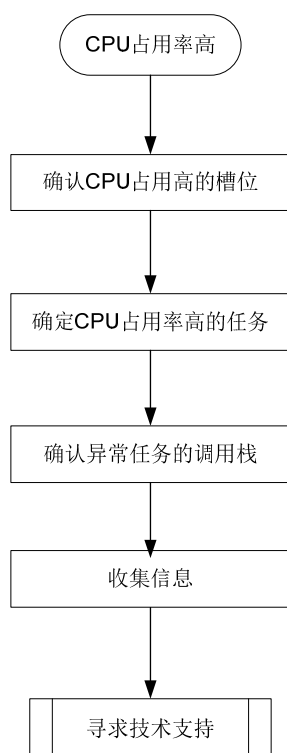 CPU占用率高
确认CPU占用高的槽位
确定CPU占用率高的任务
确认异常任务的调用栈
收集信息
寻求技术支持